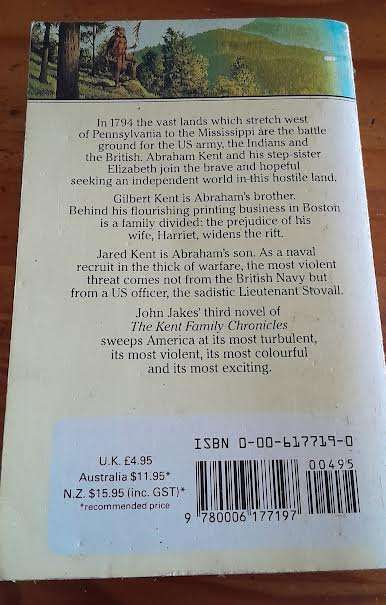 In 1794 the vast lands which stretch west
of Pennsylvania to the Mississippi are the battle
ground for the US army, the Indians and
the British. Abraham Kent and his step-sister
Elizabeth join the brave and hopeful
seeking an independent world in this hostile land.
Gilbert Kent is Abraham's brother.
Behind his flourishing printing business in Boston
is a family divided: the prejudice of his
wife, Harriet, widens the rift.
Jared Kent is Abraham's son. As a naval
recruit in the thick of warfare, the most violent
threat comes not from the British Navy but
from a US officer, the sadistic Lieutenant Stovall.
John Jakes' third novel of
The Kent Family Chronicles
sweeps America at its most turbulent,
its most violent, its most colourful
and its most exciting.
ISBN 0-00-617719-0
U.K. £4.95
Australia $11.95*
N.Z. $15.95 (inc. GST)*
*recommended price
00495
9 780006 177197